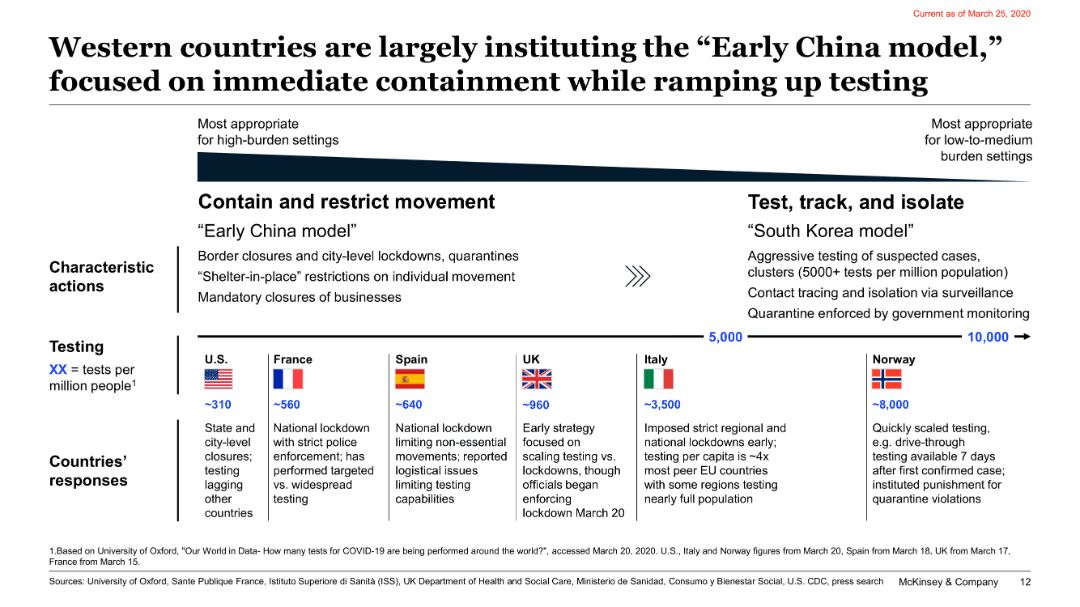 Current as of March 25, 2020
Western countries are largely instituting the “Early China model,”
focused on immediate containment while ramping up testing
Most appropriate
for high-burden settings
Most appropriate
for low-to-medium
burden settings
Contain and restrict movement
“Early China model”
Test, track, and isolate
“South Korea model”
Characteristic
actions
Border closures and city-level lockdowns, quarantines
“Shelter-in-place” restrictions on individual movement
Mandatory closures of businesses
Aggressive testing of suspected cases,
clusters (5000+ tests per million population)
Contact tracing and isolation via surveillance
Quarantine enforced by government monitoring
5,000
10,000
Testing
XX = tests per
million people1
U.S.
~310
France
~560
Spain
~640
UK
~960
Italy
~3,500
Norway
~8,000
Countries’
responses
State and
city-level
closures;
testing
lagging
other
countries
National lockdown
with strict police
enforcement; has
performed targeted
vs. widespread
testing
National lockdown
limiting non-essential
movements; reported
logistical issues
limiting testing
capabilities
Early strategy
focused on
scaling testing vs.
lockdowns, though
officials began
enforcing
lockdown March 20
Imposed strict regional and
national lockdowns early;
testing per capita is ~4x
most peer EU countries
with some regions testing
nearly full population
Quickly scaled testing,
e.g. drive-through
testing available 7 days
after first confirmed case;
instituted punishment for
quarantine violations
1.Based on University of Oxford, "Our World in Data- How many tests for COVID-19 are being performed around the world?", accessed March 20, 2020. U.S., Italy and Norway figures from March 20, Spain from March 18, UK from March 17,
France from March 15.
Sources: University of Oxford, Sante Publique France, Istituto Superiore di Sanità (ISS), UK Department of Health and Social Care, Ministerio de Sanidad, Consumo y Bienestar Social, U.S. CDC, press search
McKinsey & Company
12